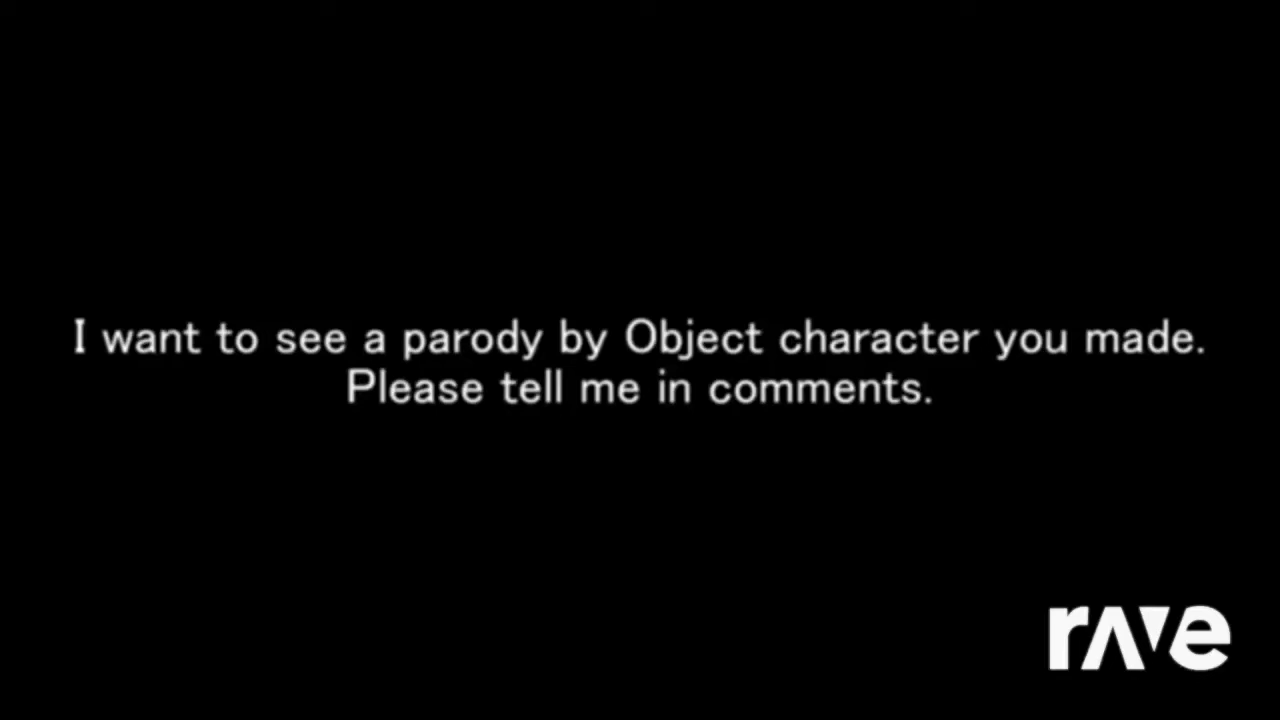 I want to see a parody by Object character you made.
Please tell me in comments.
rave